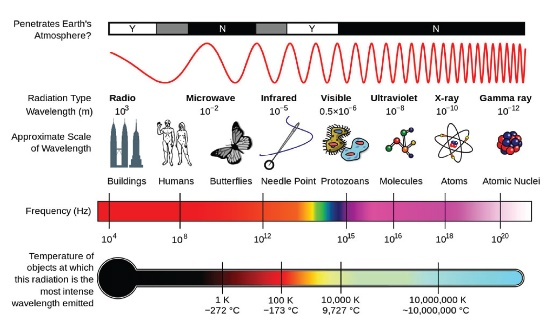 Penetrates Earth's
Atmosphere?
Y N Y N
Radiation Type
Radio Microwave Infrared Visible Ultraviolet X-ray Gamma ray
Wavelength (m)
10³ 10⁻² 10⁻⁵ 0.5×10⁻⁶ 10⁻⁸ 10⁻¹⁰ 10⁻¹²
Approximate Scale
of Wavelength
Buildings Humans Butterflies Needle Point Protozoans Molecules Atoms Atomic Nuclei
Frequency (Hz)
10⁴ 10⁸ 10¹² 10¹⁵ 10¹⁶ 10¹⁸ 10²⁰
Temperature of
objects at which
this radiation is the
most intense
wavelength emitted
1 K 100 K 10,000 K 10,000,000 K
−272 °C −173 °C 9,727 °C ~10,000,000 °C